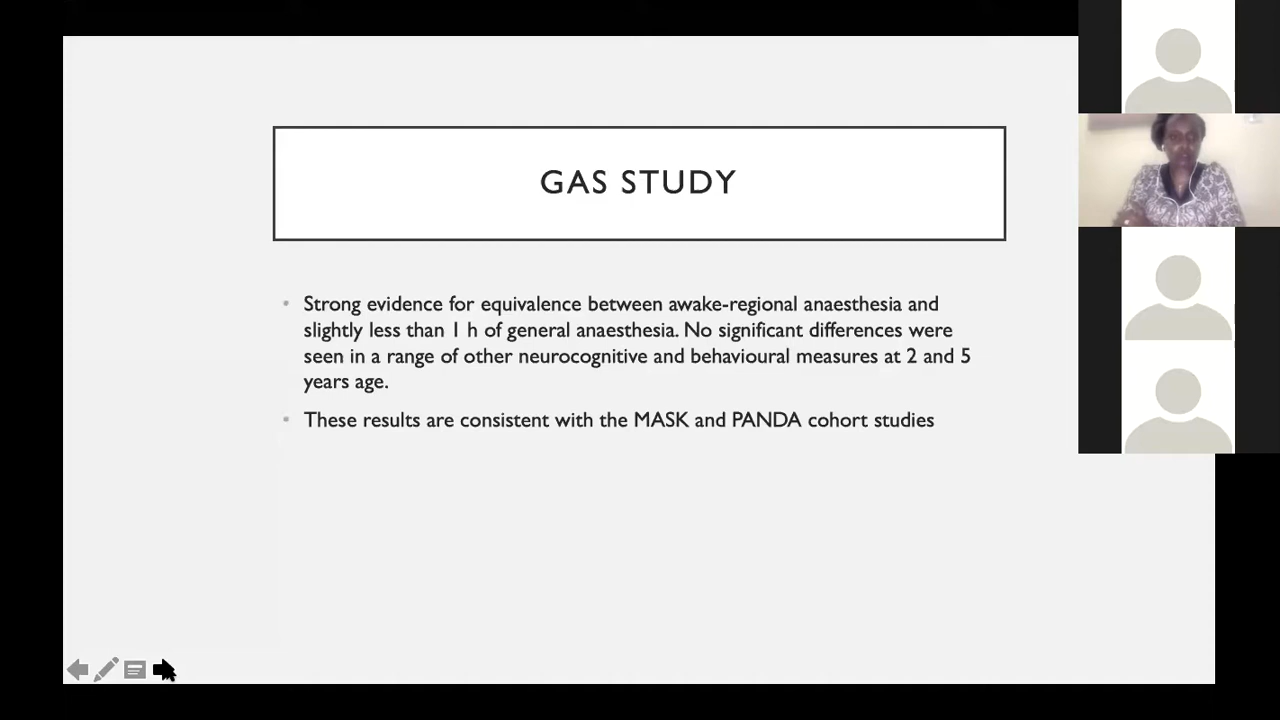 GAS STUDY
• Strong evidence for equivalence between awake-regional anaesthesia and
slightly less than 1 h of general anaesthesia. No significant differences were
seen in a range of other neurocognitive and behavioural measures at 2 and 5
years age.
• These results are consistent with the MASK and PANDA cohort studies